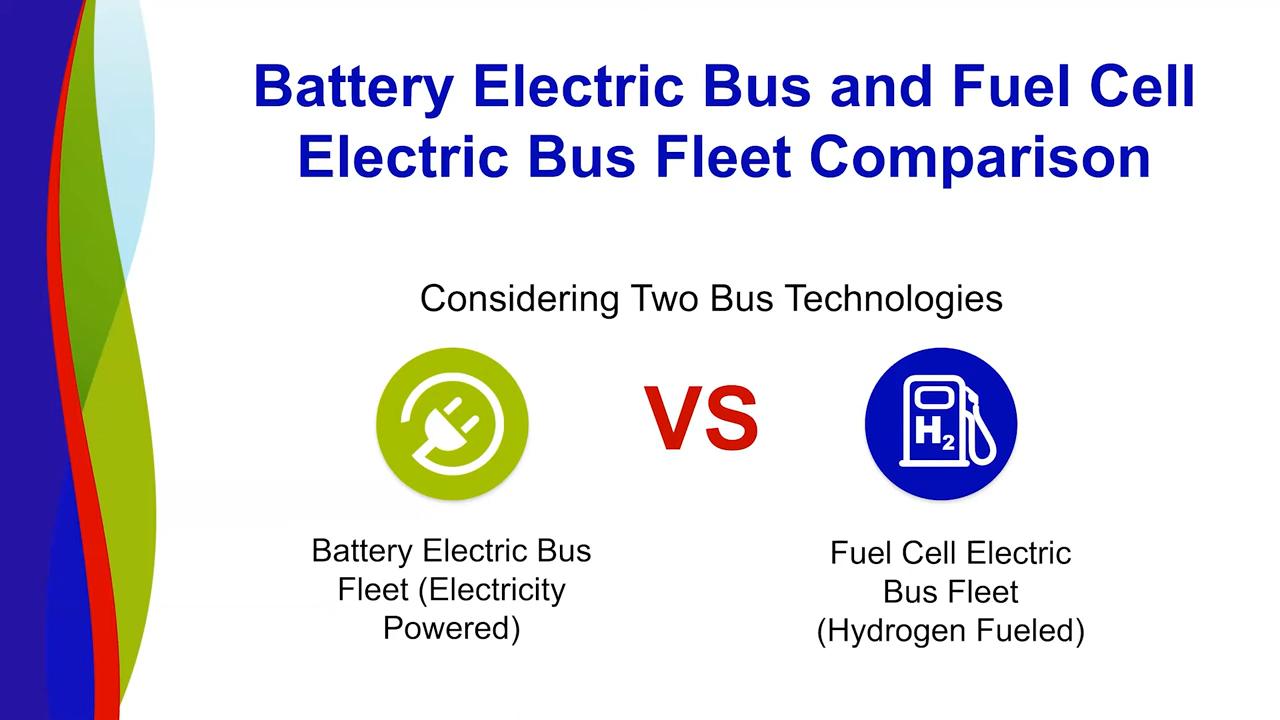 Battery Electric Bus and Fuel Cell
Electric Bus Fleet Comparison
Considering Two Bus Technologies
VS
H2
Battery Electric Bus
Fleet (Electricity
Powered)
Fuel Cell Electric
Bus Fleet
(Hydrogen Fueled)